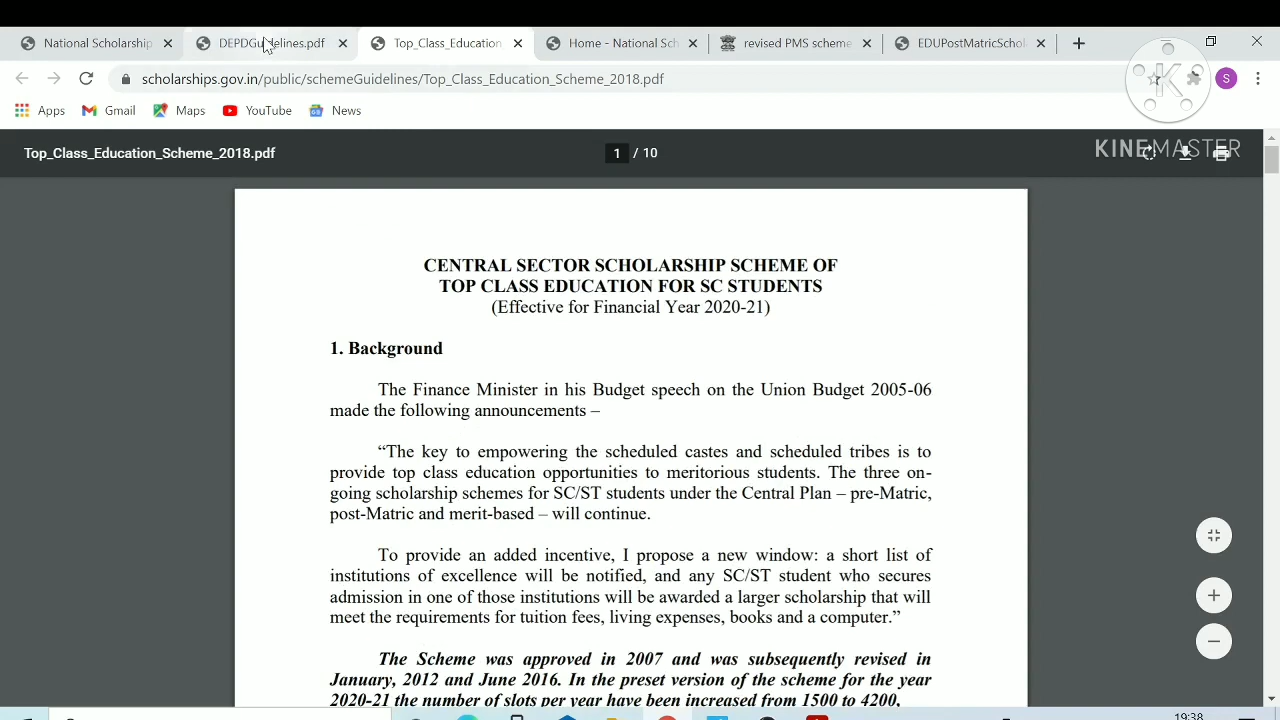 National Scholarship
DEPDGuidelines.pdf
Top_Class_Education_
Home - National Sch
revised PMS scheme
EDUPostMatricSchol
scholarships.gov.in/public/schemeGuidelines/Top_Class_Education_Scheme_2018.pdf
S
Apps
Gmail
Maps
YouTube
News
Top_Class_Education_Scheme_2018.pdf
1 / 10
KINEMASTER
CENTRAL SECTOR SCHOLARSHIP SCHEME OF
TOP CLASS EDUCATION FOR SC STUDENTS
(Effective for Financial Year 2020-21)
1. Background
The Finance Minister in his Budget speech on the Union Budget 2005-06
made the following announcements –
“The key to empowering the scheduled castes and scheduled tribes is to
provide top class education opportunities to meritorious students. The three on-
going scholarship schemes for SC/ST students under the Central Plan – pre-Matric,
post-Matric and merit-based – will continue.
To provide an added incentive, I propose a new window: a short list of
institutions of excellence will be notified, and any SC/ST student who secures
admission in one of those institutions will be awarded a larger scholarship that will
meet the requirements for tuition fees, living expenses, books and a computer.”
The Scheme was approved in 2007 and was subsequently revised in
January, 2012 and June 2016. In the preset version of the scheme for the year
2020-21 the number of slots per year have been increased from 1500 to 4200,
19:38